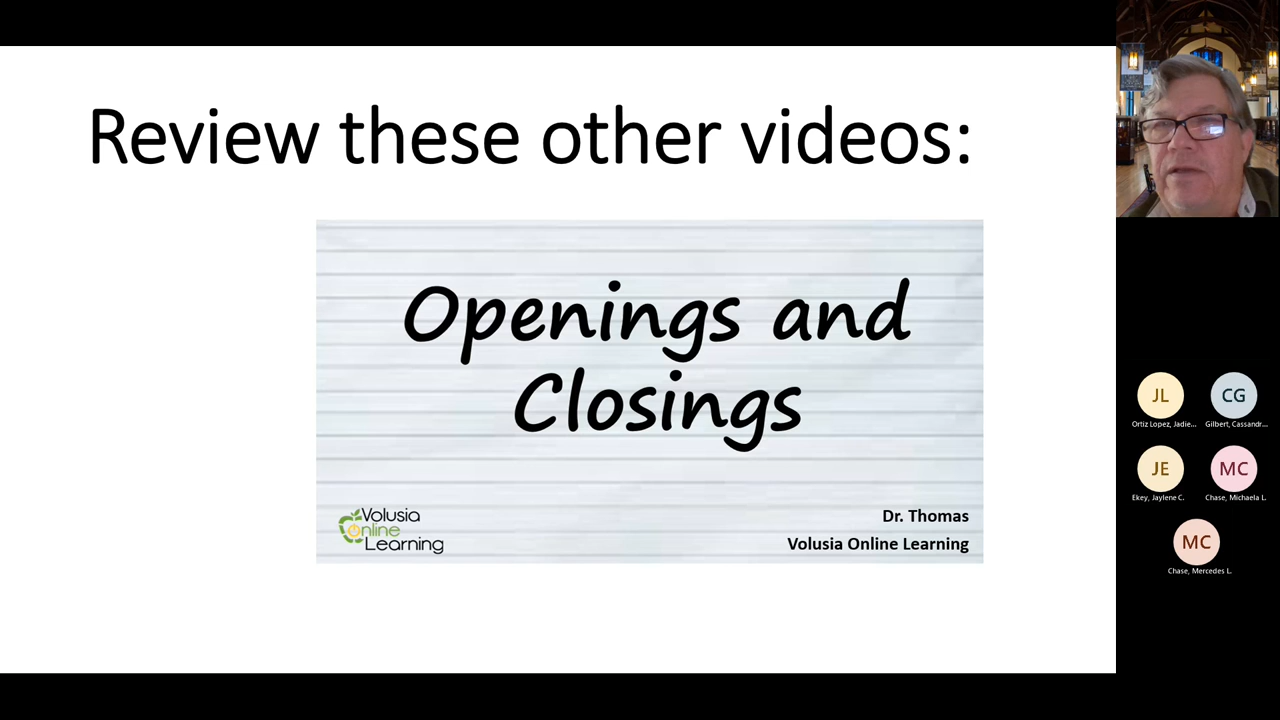 Review these other videos:
Openings and
Closings
Volusia
Online
Learning
Dr. Thomas
Volusia Online Learning
JL
CG
Ortiz Lopez, Jadie...
Gilbert, Cassandr...
JE
MC
Ekey, Jaylene C.
Chase, Michaela L.
MC
Chase, Mercedes L.